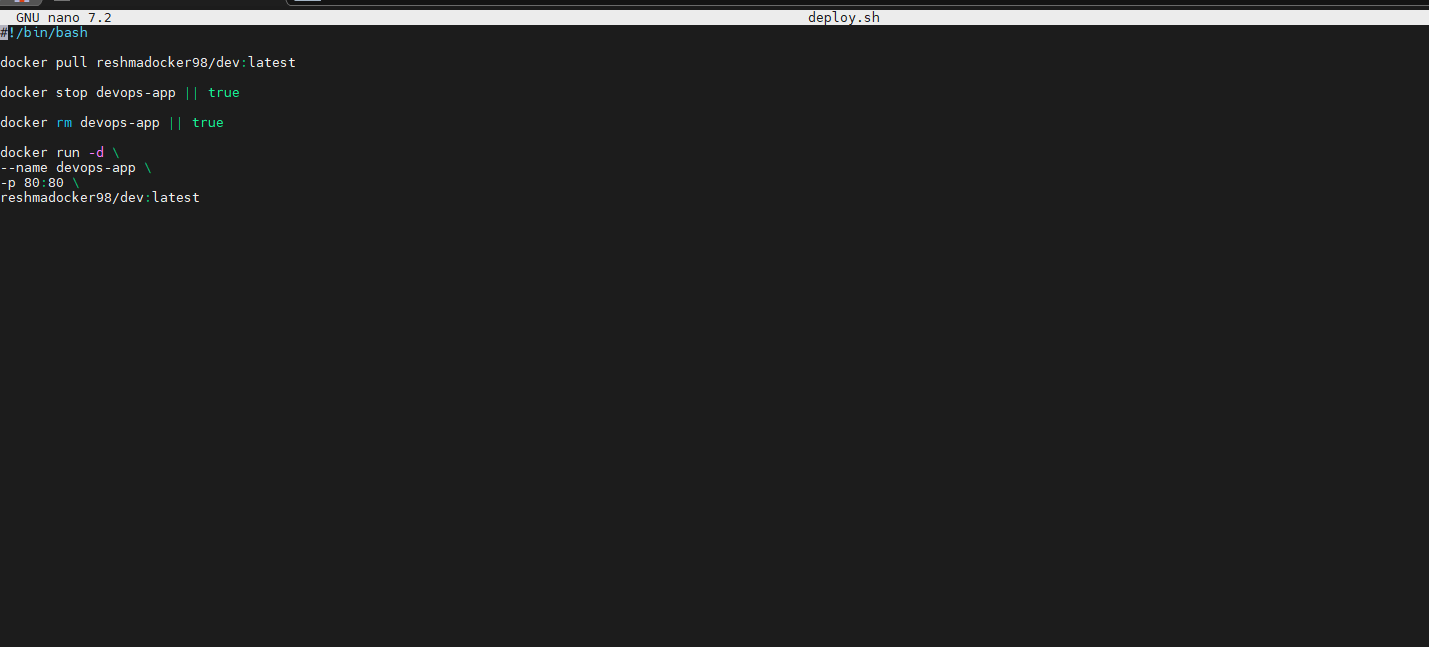 GNU nano 7.2 deploy.sh
#!/bin/bash
docker pull reshmadocker98/dev:latest
docker stop devops-app || true
docker rm devops-app || true
docker run -d \
--name devops-app \
-p 80:80 \
reshmadocker98/dev:latest